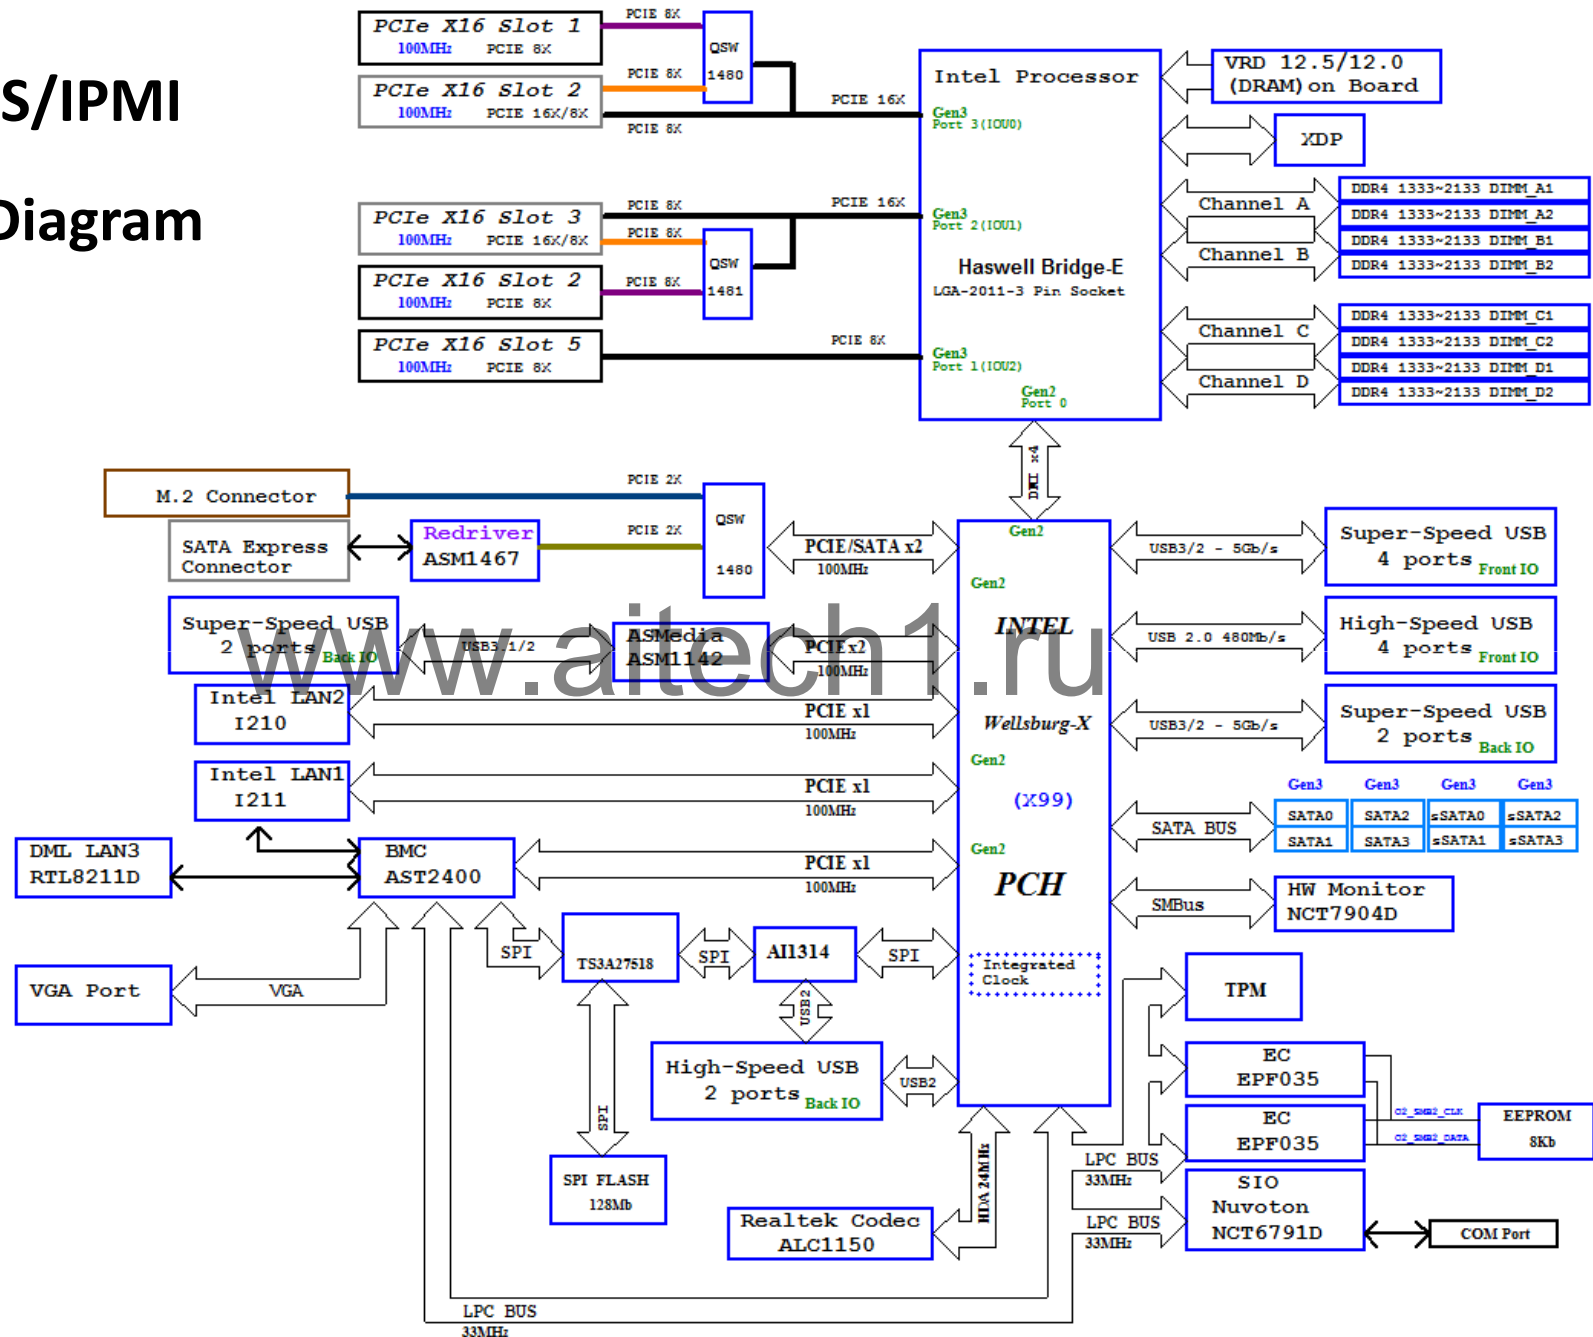 S/IPMI
Diagram
PCIe X16 Slot 1
100MHz PCIE 8X
PCIE 8X
QSW
1480
PCIe X16 Slot 2
100MHz PCIE 16X/8X
PCIE 8X
PCIE 8X
PCIE 16X
PCIe X16 Slot 3
100MHz PCIE 16X/8X
PCIE 8X
PCIE 8X
PCIE 16X
QSW
1481
PCIe X16 Slot 2
100MHz PCIE 8X
PCIE 8X
PCIe X16 Slot 5
100MHz PCIE 8X
PCIE 8X
Intel Processor
Gen3
Port 3(IOU0)
Gen3
Port 2(IOU1)
Haswell Bridge-E
LGA-2011-3 Pin Socket
Gen3
Port 1(IOU2)
Gen2
Port 0
VRD 12.5/12.0
(DRAM)on Board
XDP
Channel A
Channel B
Channel C
Channel D
DDR4 1333~2133 DIMM_A1
DDR4 1333~2133 DIMM_A2
DDR4 1333~2133 DIMM_B1
DDR4 1333~2133 DIMM_B2
DDR4 1333~2133 DIMM_C1
DDR4 1333~2133 DIMM_C2
DDR4 1333~2133 DIMM_D1
DDR4 1333~2133 DIMM_D2
DMI x4
M.2 Connector
PCIE 2X
SATA Express
Connector
Redriver
ASM1467
PCIE 2X
QSW
1480
PCIE/SATA x2
100MHz
Super-Speed USB
2 ports Back IO
USB3.1/2
ASMedia
ASM1142
PCIEx2
100MHz
Intel LAN2
I210
PCIE x1
100MHz
Intel LAN1
I211
PCIE x1
100MHz
DML LAN3
RTL8211D
BMC
AST2400
PCIE x1
100MHz
Gen2
Gen2
INTEL
Wellsburg-X
Gen2
(X99)
Gen2
PCH
Integrated
Clock
USB3/2 - 5Gb/s
Super-Speed USB
4 ports Front IO
USB 2.0 480Mb/s
High-Speed USB
4 ports Front IO
USB3/2 - 5Gb/s
Super-Speed USB
2 ports Back IO
Gen3 Gen3 Gen3 Gen3
SATA BUS
SATA0 SATA2 sSATA0 sSATA2
SATA1 SATA3 sSATA1 sSATA3
SMBus
HW Monitor
NCT7904D
VGA Port
VGA
SPI
TS3A27518
SPI
AI1314
SPI
USB2
High-Speed USB
2 ports Back IO
USB2
SPI
SPI FLASH
128Mb
HDA 24MHz
Realtek Codec
ALC1150
TPM
EC
EPF035
EC
EPF035
O2_SMB2_CLK
O2_SMB2_DATA
EEPROM
8Kb
LPC BUS
33MHz
SIO
Nuvoton
NCT6791D
LPC BUS
33MHz
COM Port
LPC BUS
33MHz
www.aitech1.ru